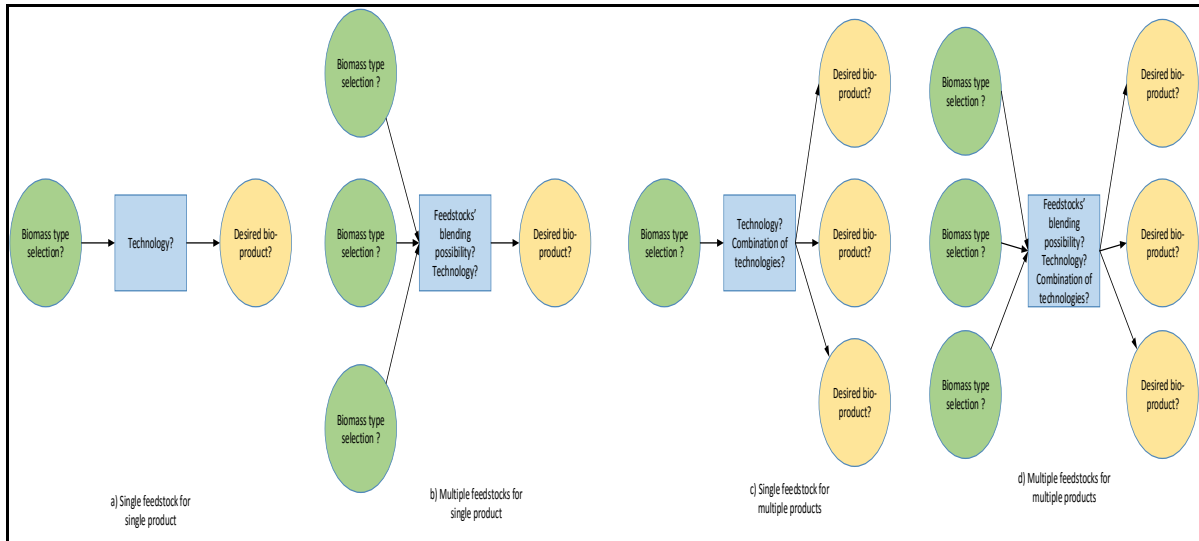 Biomass type
selection?
Technology?
Desired bio-
product?
a) Single feedstock for
single product
Biomass type
selection ?
Biomass type
selection ?
Biomass type
selection ?
Feedstocks'
blending
possibility?
Technology?
Desired bio-
product?
b) Multiple feedstocks for
single product
Biomass type
selection ?
Technology?
Combination of
technologies?
Desired bio-
product?
Desired bio-
product?
Desired bio-
product?
c) Single feedstock for
multiple products
Biomass type
selection ?
Biomass type
selection ?
Biomass type
selection ?
Feedstocks'
blending
possibility?
Technology?
Combination of
technologies?
Desired bio-
product?
Desired bio-
product?
Desired bio-
product?
d) Multiple feedstocks for
multiple products